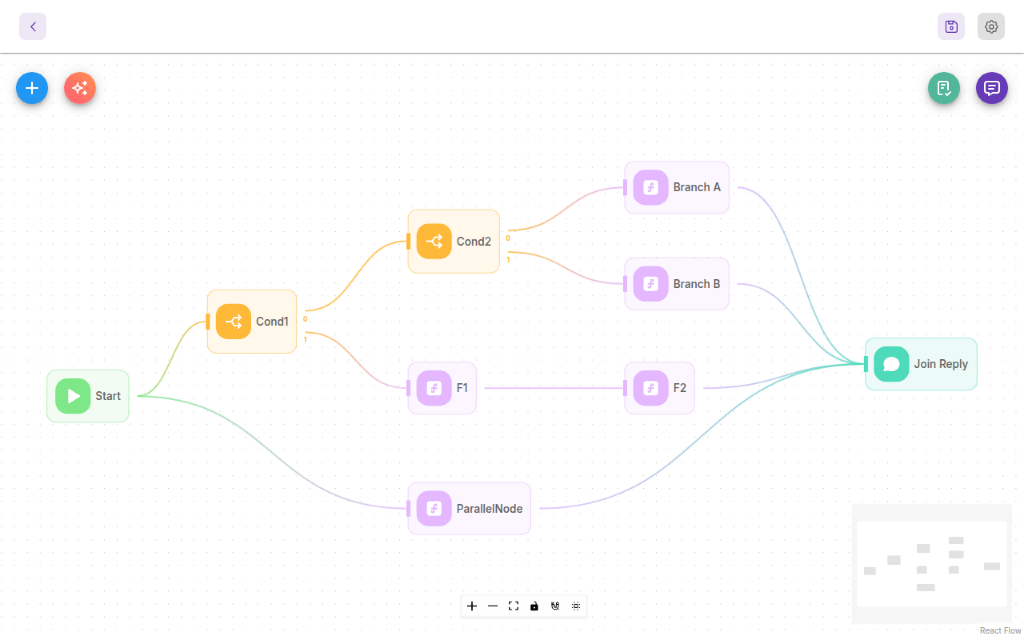 Branch A
Cond2
0
1
Branch B
Cond1
0
1
Join Reply
Start
F1
F2
ParallelNode
React Flow